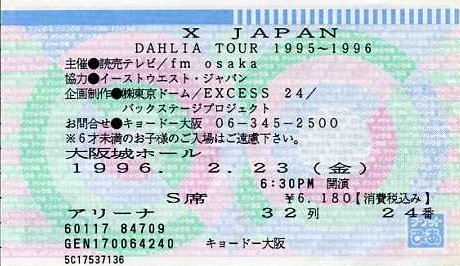 X JAPAN
DAHLIA TOUR 1995〜1996
主催●読売テレビ／fm osaka
協力●イーストウエスト・ジャパン
企画制作●㈱東京ドーム／EXCESS 24／
／バックステージプロジェクト
お問合せ●キョードー大阪 06-345-2500
※6才未満のお子様のご入場はご遠慮下さい。
大阪城ホール
1996. 2.23 (金)
6:30PM 開演
S席 ￥6,180【消費税込み】
アリーナ 32列 24番
60117 84709
GEN170064240 キョードー大阪
5C17537136